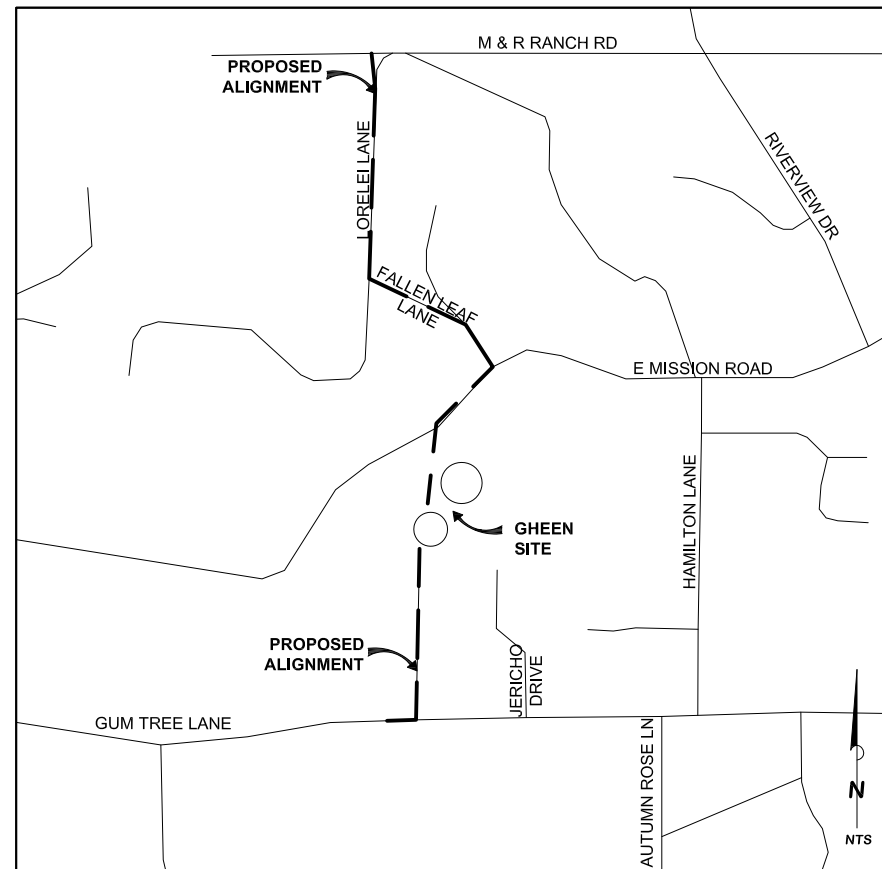 M & R RANCH RD
PROPOSED
ALIGNMENT
LORELEI LANE
RIVERVIEW DR
FALLEN LEAF
LANE
E MISSION ROAD
HAMILTON LANE
GHEEN
SITE
PROPOSED
ALIGNMENT
JERICHO
DRIVE
GUM TREE LANE
AUTUMN ROSE LN
N
NTS